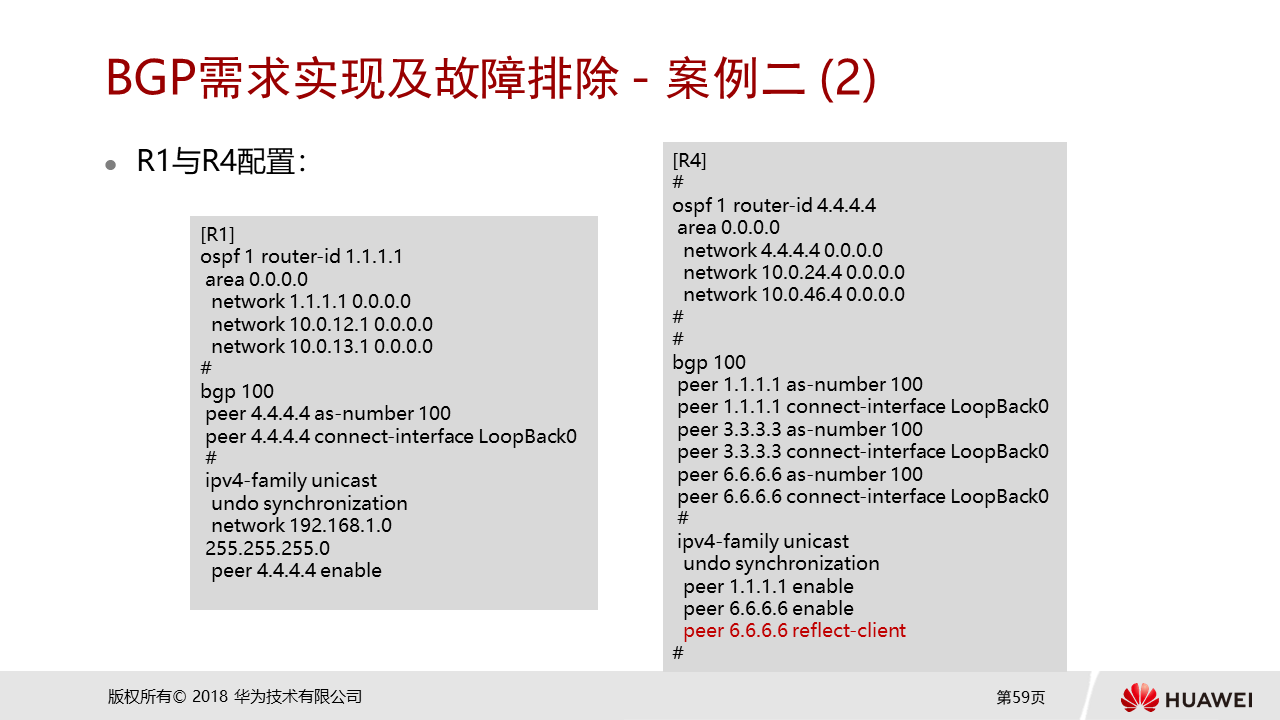 BGP需求实现及故障排除 - 案例二 (2)
R1与R4配置：
[R1]
ospf 1 router-id 1.1.1.1
area 0.0.0.0
network 1.1.1.1 0.0.0.0
network 10.0.12.1 0.0.0.0
network 10.0.13.1 0.0.0.0
#
bgp 100
peer 4.4.4.4 as-number 100
peer 4.4.4.4 connect-interface LoopBack0
#
ipv4-family unicast
undo synchronization
network 192.168.1.0
255.255.255.0
peer 4.4.4.4 enable
[R4]
#
ospf 1 router-id 4.4.4.4
area 0.0.0.0
network 4.4.4.4 0.0.0.0
network 10.0.24.4 0.0.0.0
network 10.0.46.4 0.0.0.0
#
#
bgp 100
peer 1.1.1.1 as-number 100
peer 1.1.1.1 connect-interface LoopBack0
peer 3.3.3.3 as-number 100
peer 3.3.3.3 connect-interface LoopBack0
peer 6.6.6.6 as-number 100
peer 6.6.6.6 connect-interface LoopBack0
#
ipv4-family unicast
undo synchronization
peer 1.1.1.1 enable
peer 6.6.6.6 enable
peer 6.6.6.6 reflect-client
#
版权所有© 2018 华为技术有限公司
第59页
HUAWEI